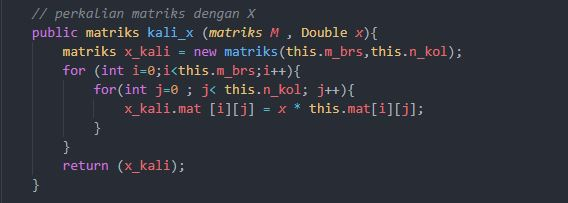 // perkalian matriks dengan X
public matriks kali_x (matriks M , Double x){
matriks x_kali = new matriks(this.m_brs,this.n_kol);
for (int i=0;i<this.m_brs;i++){
for(int j=0 ; j< this.n_kol; j++){
x_kali.mat [i][j] = x * this.mat[i][j];
}
}
return (x_kali);
}